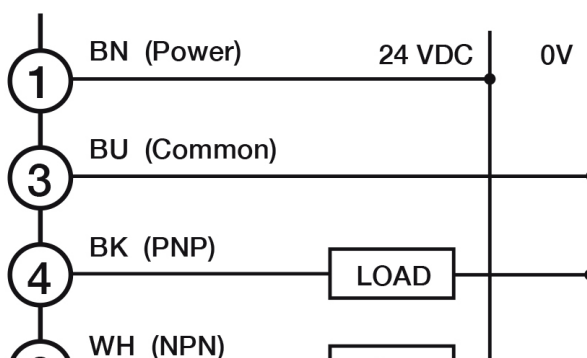 BN (Power) 24 VDC 0V
1
BU (Common)
3
BK (PNP)
4 LOAD
WH (NPN)